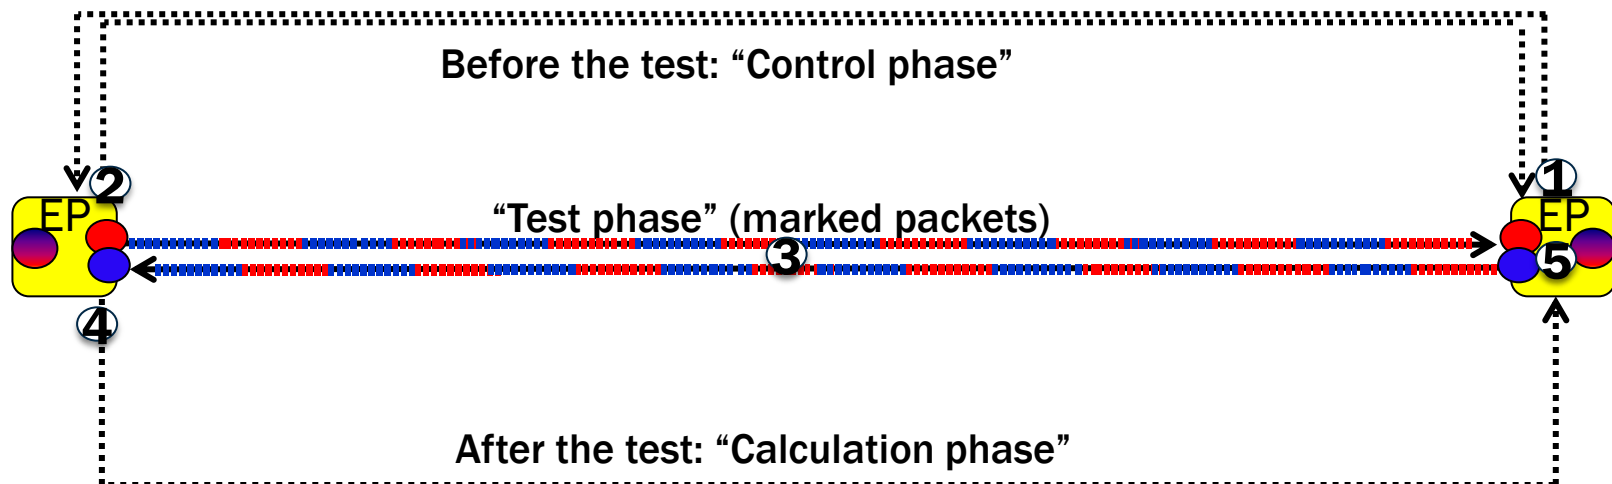 Before the test: “Control phase”
2
1
EP
“Test phase” (marked packets)
EP
3
5
4
After the test: “Calculation phase”